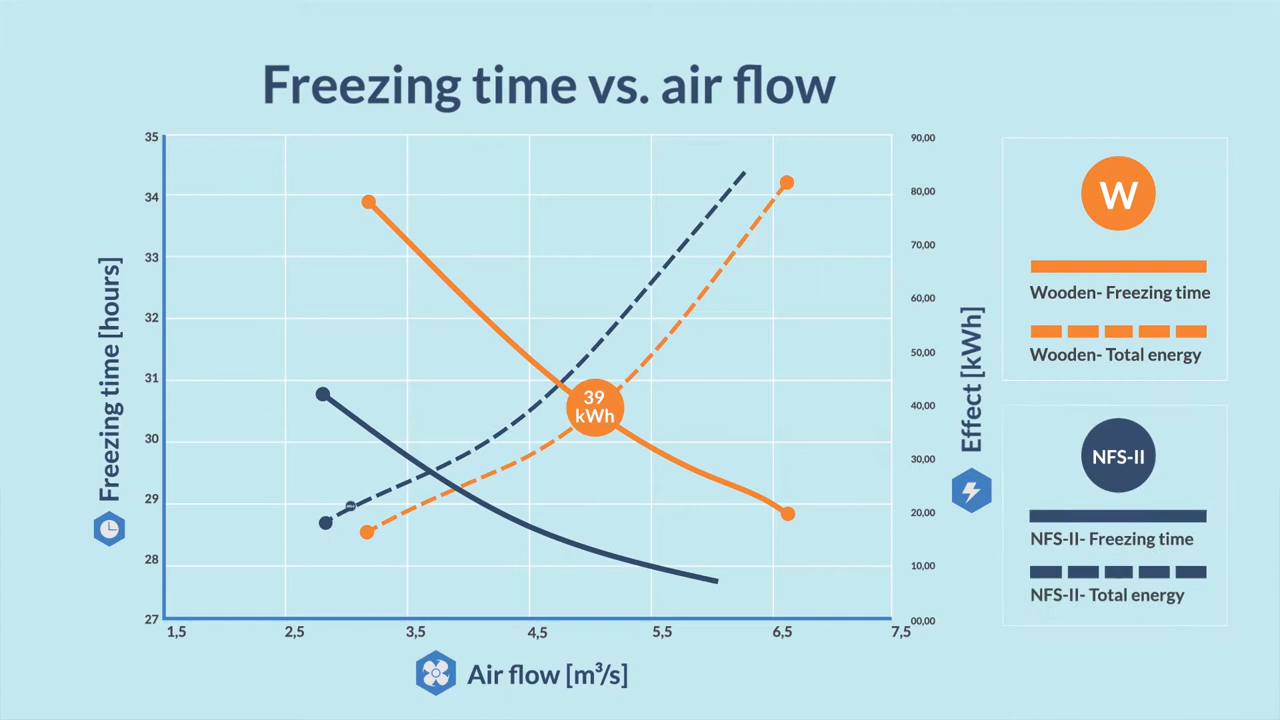 Freezing time vs. air flow
35
34
33
32
31
30
29
28
27
Freezing time [hours]
1,5
2,5
3,5
4,5
5,5
6,5
7,5
Air flow [m³/s]
90,00
80,00
70,00
60,00
50,00
40,00
30,00
20,00
10,00
00,00
Effect [kWh]
39
kWh
W
Wooden- Freezing time
Wooden- Total energy
NFS-II
NFS-II- Freezing time
NFS-II- Total energy